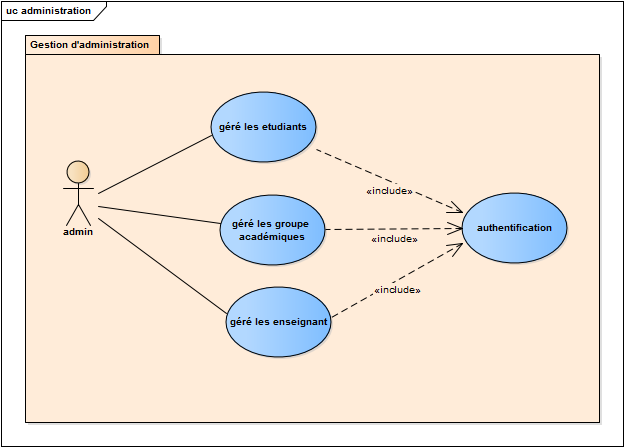 uc administration
Gestion d'administration
géré les etudiants
«include»
admin
géré les groupe
académiques
«include»
authentification
géré les enseignant
«include»